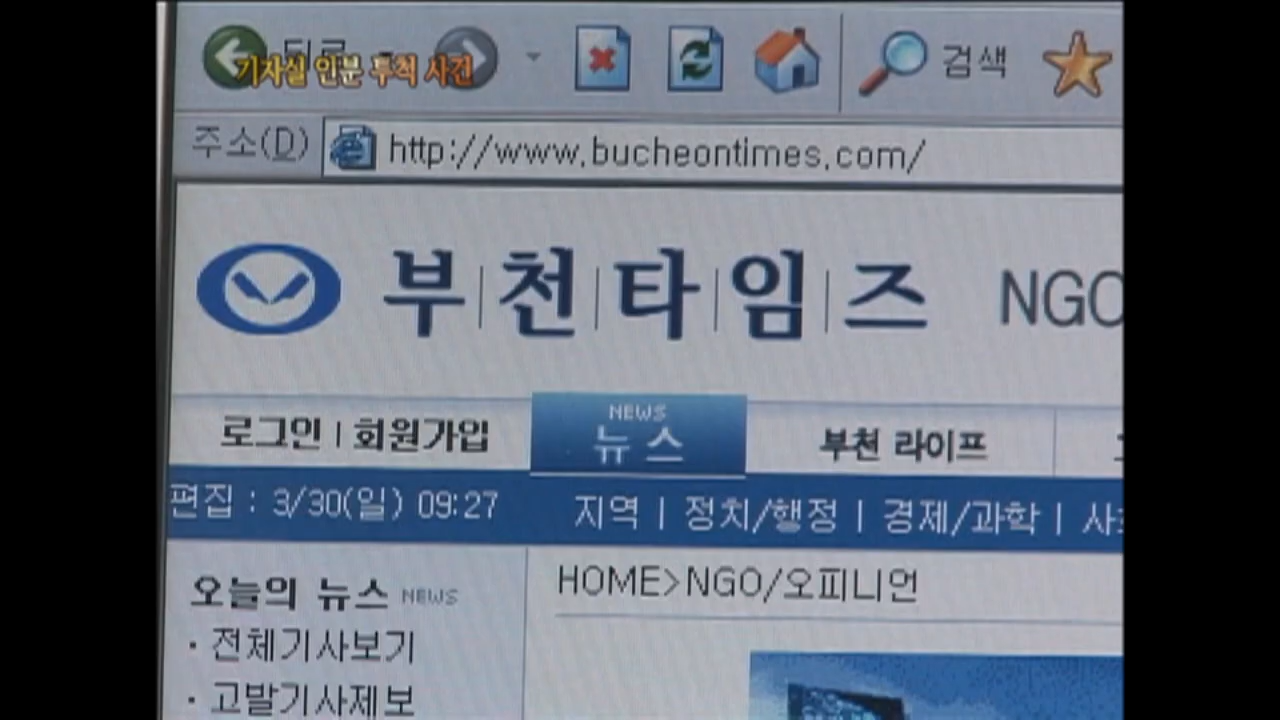 뒤로
기자실 인분 투척 사건
검색
주소(D)
http://www.bucheontimes.com/
부천타임즈 NGO
로그인 | 회원가입
NEWS
뉴스
부천 라이프
편집 : 3/30(일) 09:27
지역 | 정치/행정 | 경제/과학 |
HOME>NGO/오피니언
오늘의 뉴스 NEWS
· 전체기사보기
· 고발기사제보